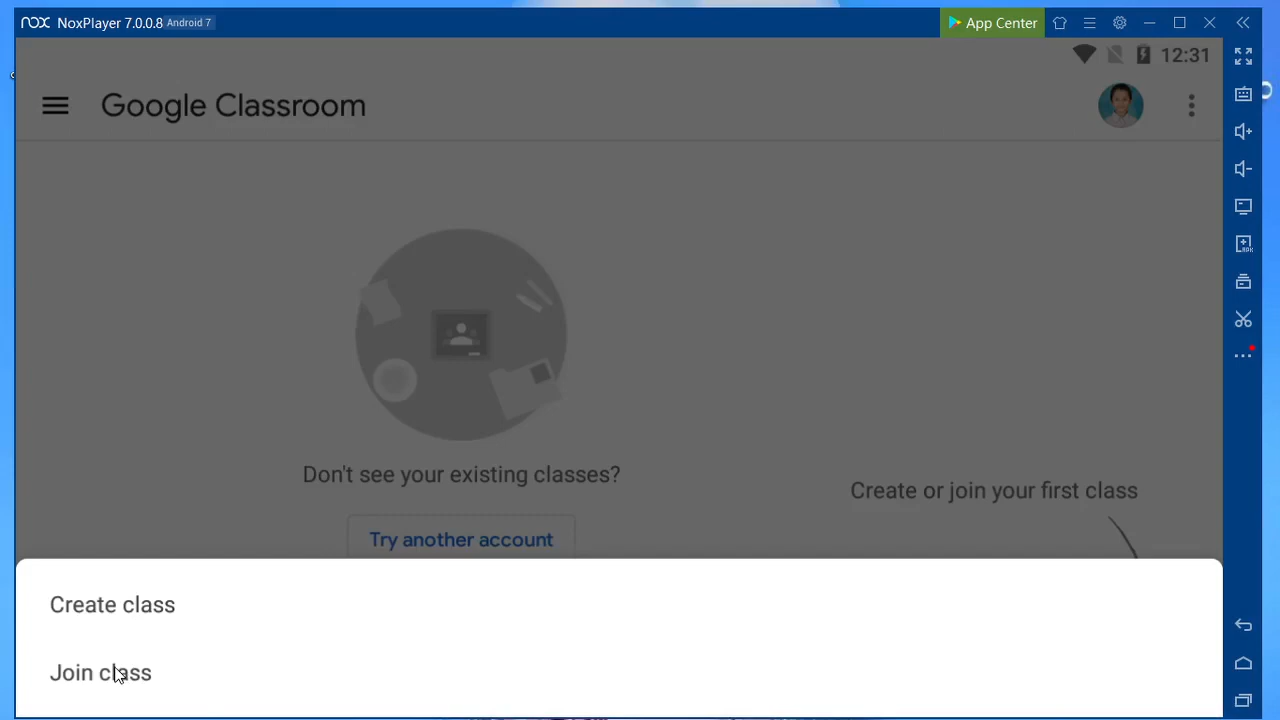 nox NoxPlayer 7.0.0.8 Android 7 App Center
12:31
Google Classroom
Don't see your existing classes?
Create or join your first class
Try another account
Create class
Join class